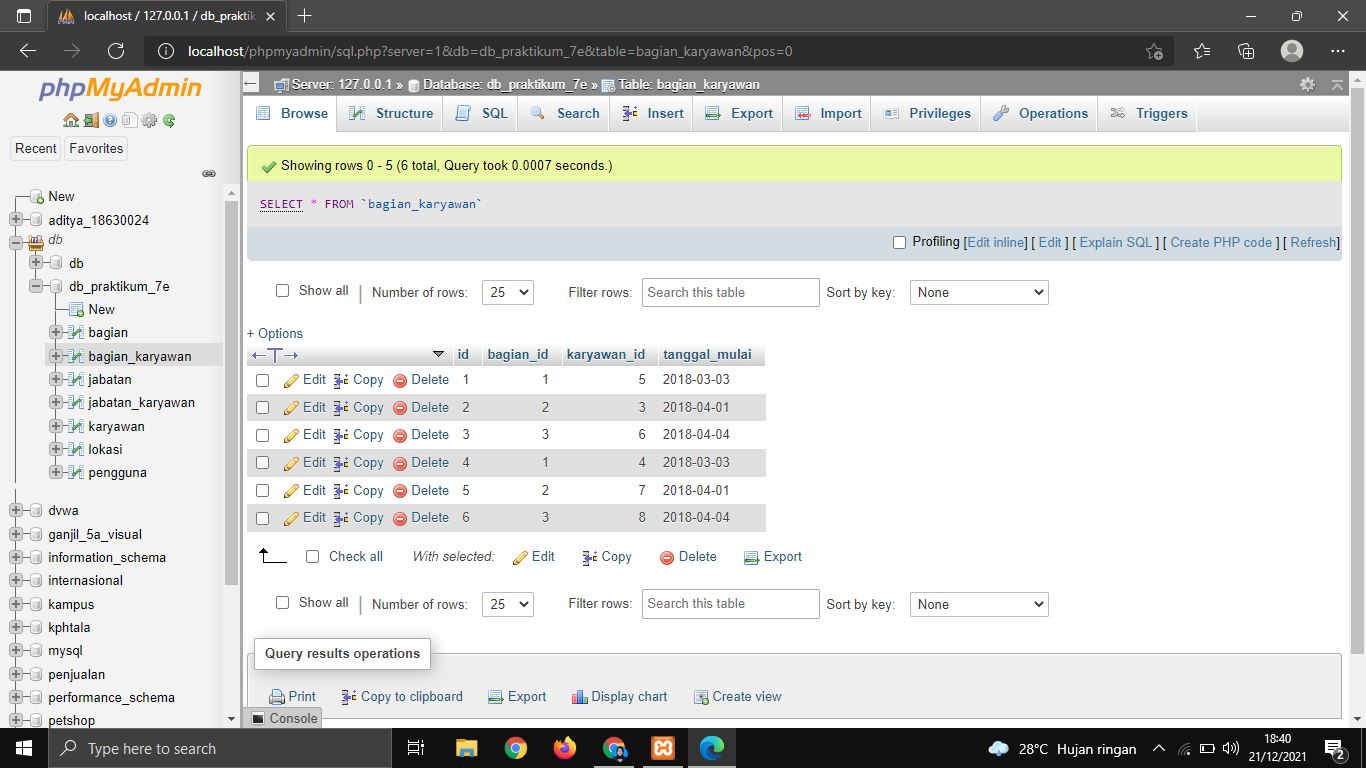 localhost / 127.0.0.1 / db_praktik
localhost/phpmyadmin/sql.php?server=1&db=db_praktikum_7e&table=bagian_karyawan&pos=0
phpMyAdmin
Recent Favorites
New
aditya_18630024
db
db
db_praktikum_7e
New
bagian
bagian_karyawan
jabatan
jabatan_karyawan
karyawan
lokasi
pengguna
dvwa
ganjil_5a_visual
information_schema
internasional
kampus
kphtala
mysql
penjualan
performance_schema
petshop
Server: 127.0.0.1 » Database: db_praktikum_7e » Table: bagian_karyawan
Browse Structure SQL Search Insert Export Import Privileges Operations Triggers
Showing rows 0 - 5 (6 total, Query took 0.0007 seconds.)
SELECT * FROM `bagian_karyawan`
Profiling [Edit inline] [ Edit ] [ Explain SQL ] [ Create PHP code ] [ Refresh]
Show all | Number of rows: 25 Filter rows: Search this table Sort by key: None
+ Options
←T→ id bagian_id karyawan_id tanggal_mulai
Edit Copy Delete 1 1 5 2018-03-03
Edit Copy Delete 2 2 3 2018-04-01
Edit Copy Delete 3 3 6 2018-04-04
Edit Copy Delete 4 1 4 2018-03-03
Edit Copy Delete 5 2 7 2018-04-01
Edit Copy Delete 6 3 8 2018-04-04
Check all With selected: Edit Copy Delete Export
Show all | Number of rows: 25 Filter rows: Search this table Sort by key: None
Query results operations
Print Copy to clipboard Export Display chart Create view
Console
Type here to search
28°C Hujan ringan
18:40
21/12/2021
2